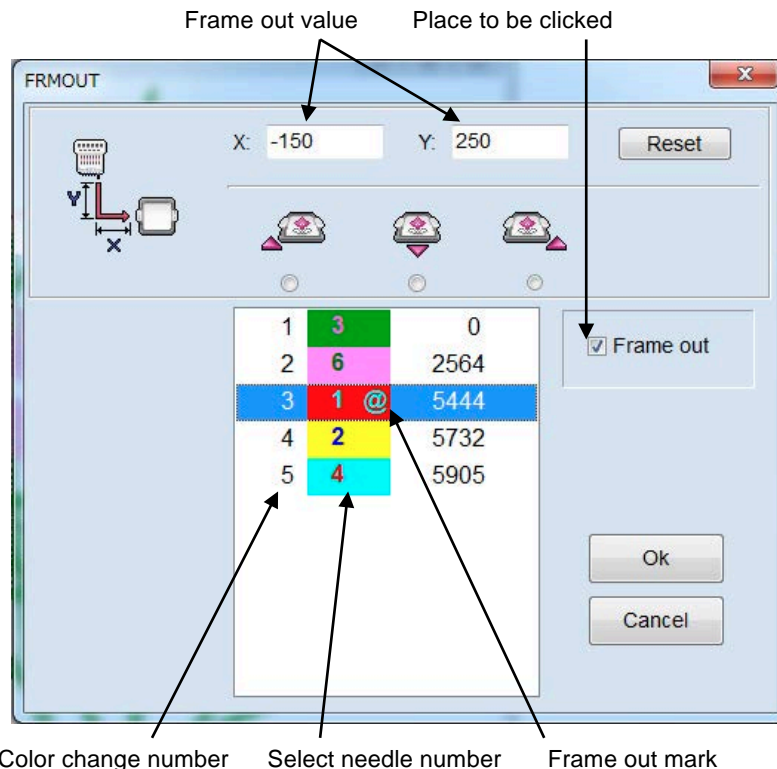 Frame out value Place to be clicked
FRMOUT x
X: -150 Y: 250 Reset
Y
X
1 3 0
2 6 2564
3 1 @ 5444
4 2 5732
5 4 5905
Frame out
Ok
Cancel
Color change number Select needle number Frame out mark